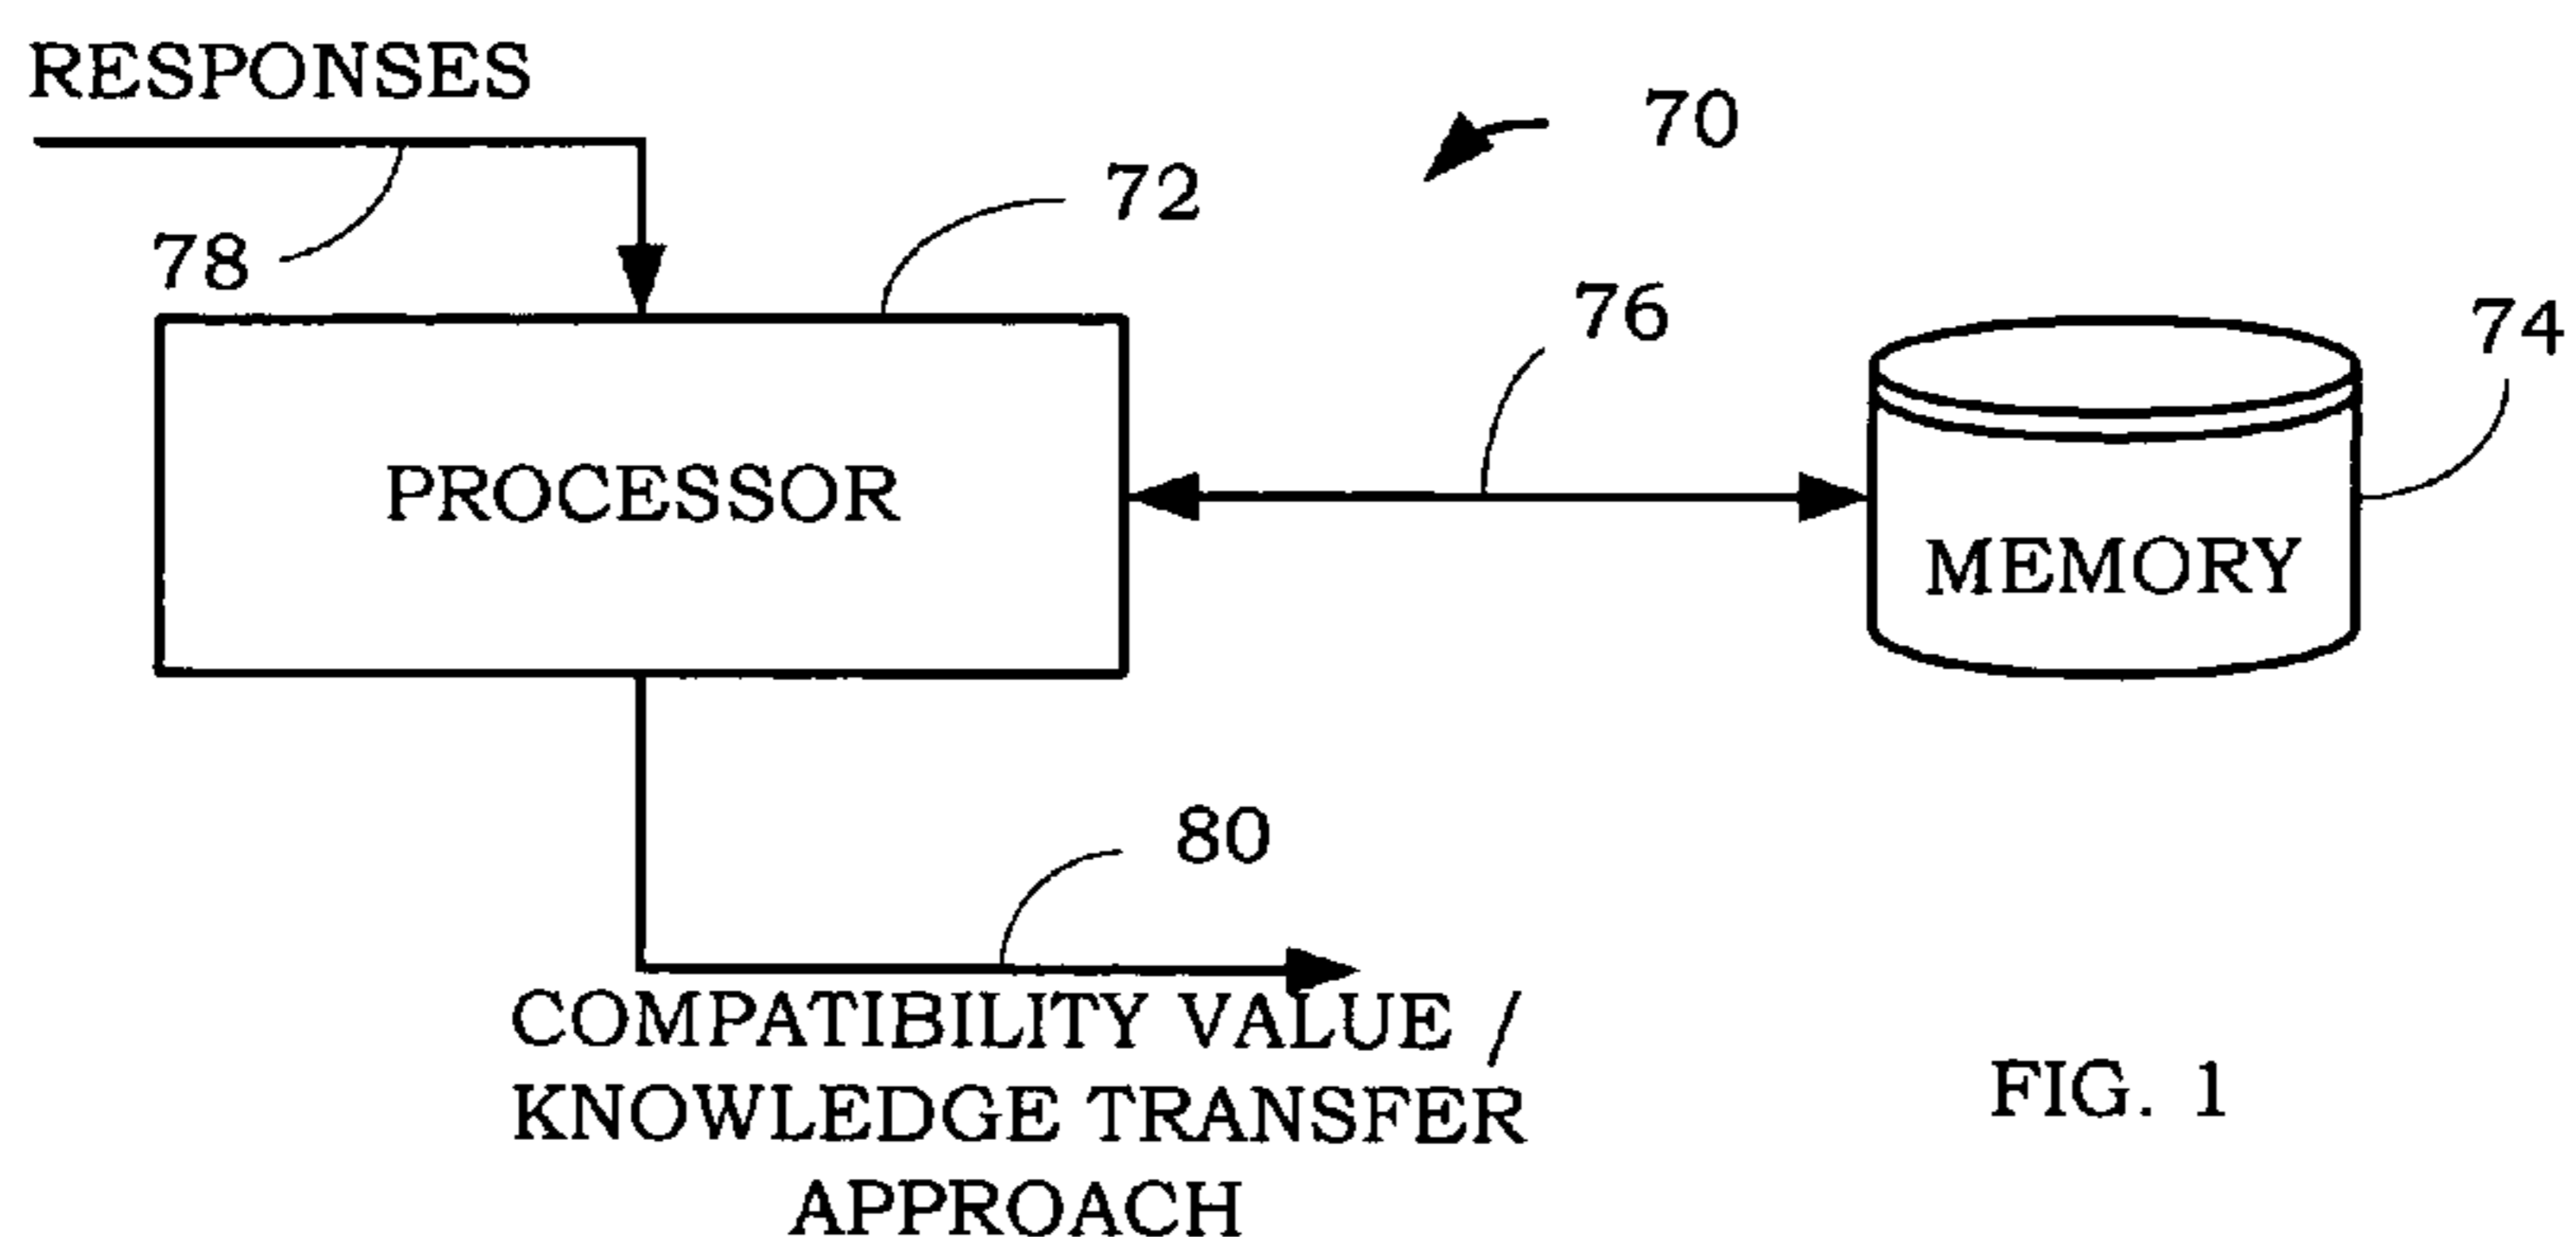 RESPONSES
70
72
78
76
74
PROCESSOR
MEMORY
80
COMPATIBILITY VALUE /
KNOWLEDGE TRANSFER
APPROACH
FIG. 1